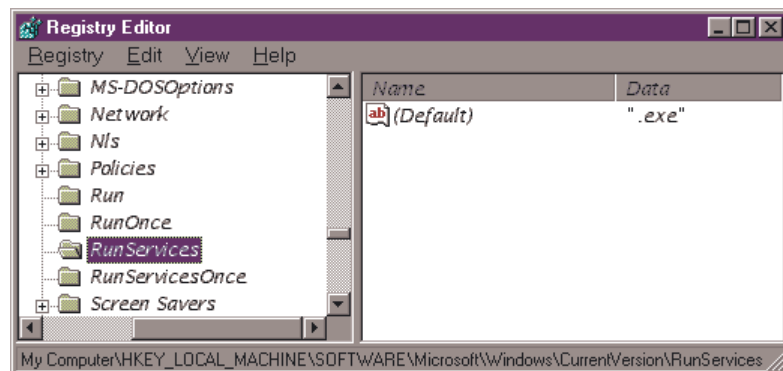 Registry Editor
Registry Edit View Help
MS-DOSOptions
Network
Nls
Policies
Run
RunOnce
RunServices
RunServicesOnce
Screen Savers
Name Data
ab (Default) ".exe"
My Computer\HKEY_LOCAL_MACHINE\SOFTWARE\Microsoft\Windows\CurrentVersion\RunServices